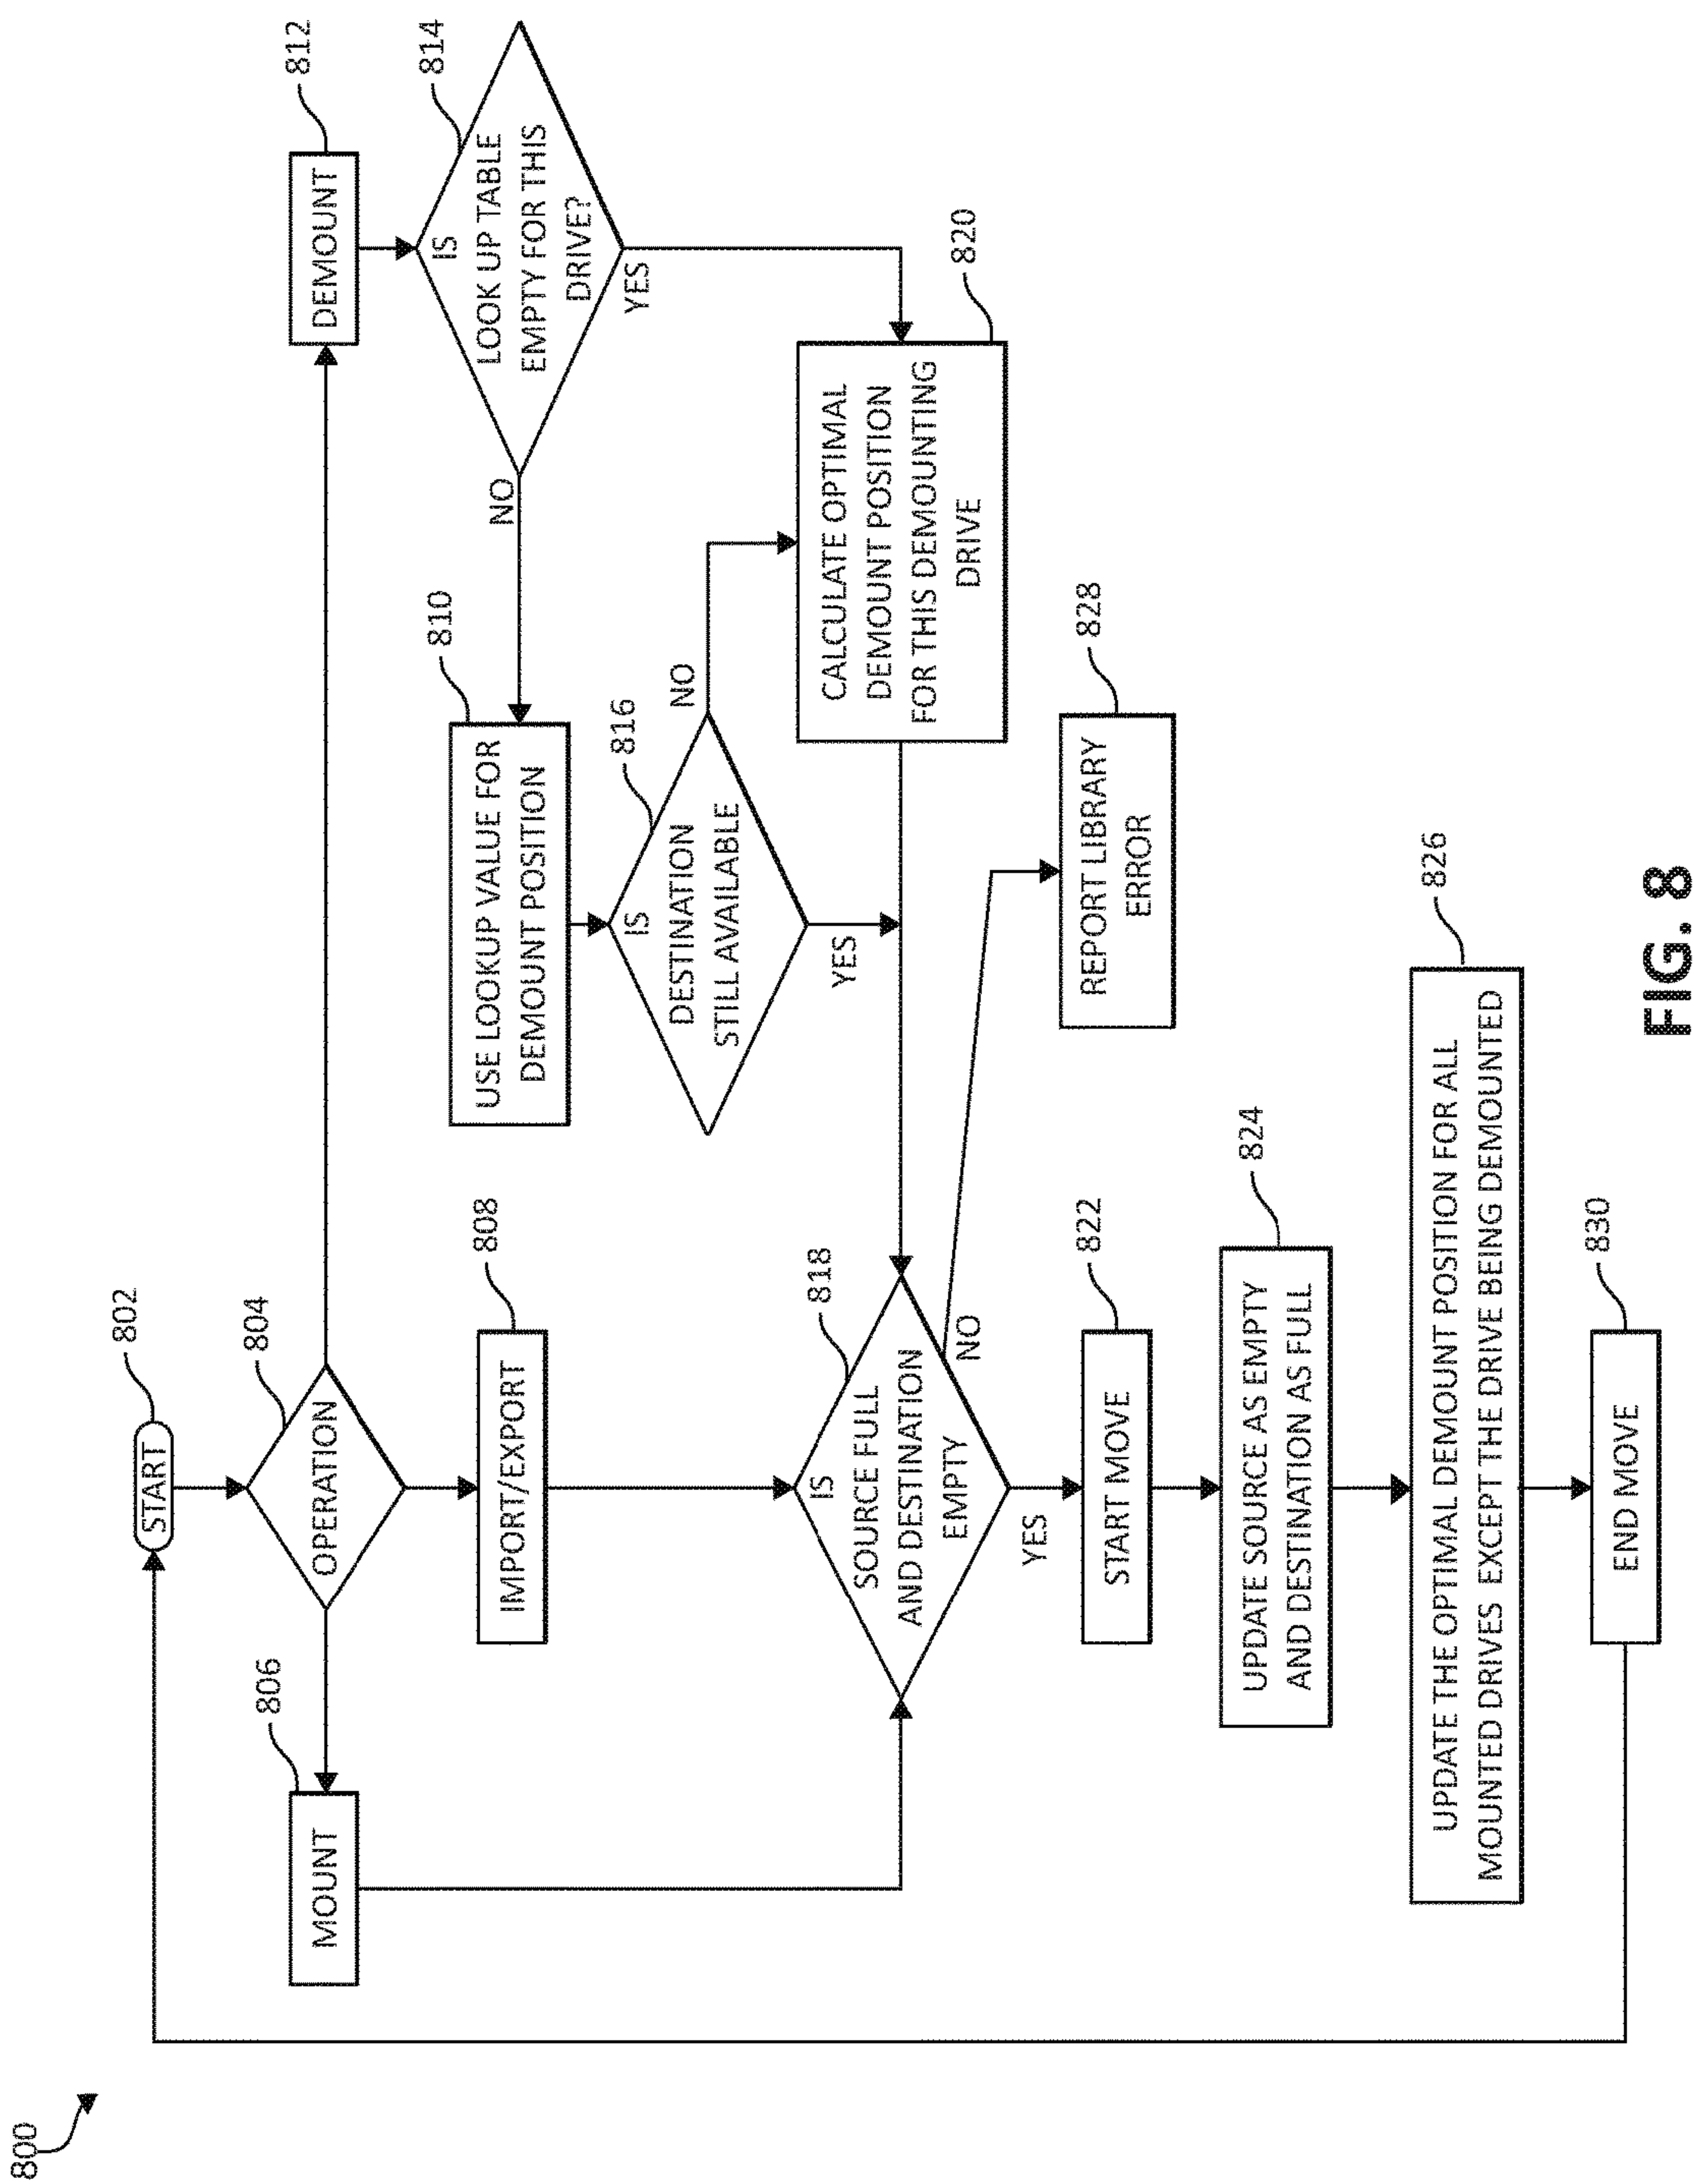 800
802
START
804
OPERATION
806
MOUNT
808
IMPORT/EXPORT
812
DEMOUNT
814
IS
LOOK UP TABLE
EMPTY FOR THIS
DRIVE?
NO
YES
810
USE LOOKUP VALUE FOR
DEMOUNT POSITION
816
IS
DESTINATION
STILL AVAILABLE
NO
YES
820
CALCULATE OPTIMAL
DEMOUNT POSITION
FOR THIS DEMOUNTING
DRIVE
818
IS
SOURCE FULL
AND DESTINATION
EMPTY
NO
YES
828
REPORT LIBRARY
ERROR
822
START MOVE
824
UPDATE SOURCE AS EMPTY
AND DESTINATION AS FULL
826
UPDATE THE OPTIMAL DEMOUNT POSITION FOR ALL
MOUNTED DRIVES EXCEPT THE DRIVE BEING DEMOUNTED
830
END MOVE
FIG. 8